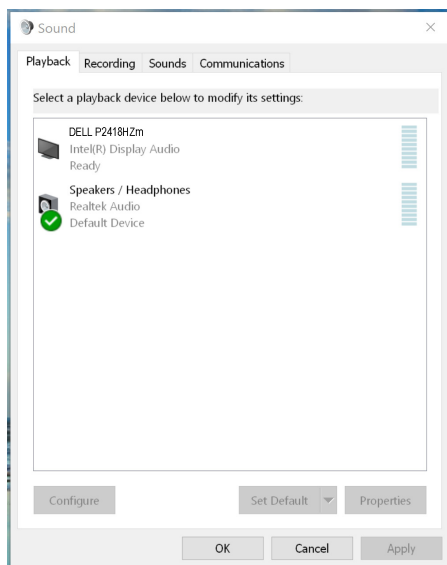 Sound
Playback
Recording
Sounds
Communications
Select a playback device below to modify its settings:
DELL P2418HZm
Intel(R) Display Audio
Ready
Speakers / Headphones
Realtek Audio
Default Device
Configure
Set Default
Properties
OK
Cancel
Apply